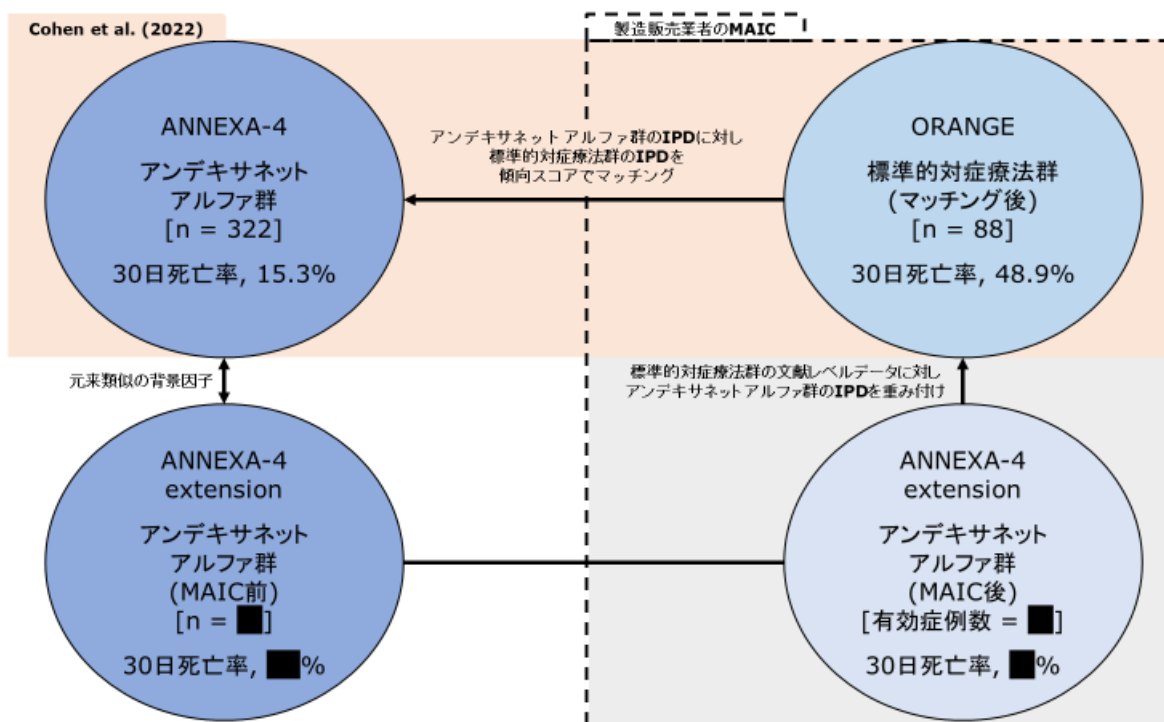 Cohen et al. (2022)
製造販売業者のMAIC
ANNEXA-4
アンデキサネット
アルファ群
[n = 322]
30日死亡率, 15.3%
アンデキサネット アルファ群のIPDに対し
標準的対症療法群のIPDを
傾向スコアでマッチング
ORANGE
標準的対症療法群
(マッチング後)
[n = 88]
30日死亡率, 48.9%
元来類似の背景因子
標準的対症療法群の文献レベルデータに対し
アンデキサネット アルファ群のIPDを重み付け
ANNEXA-4
extension
アンデキサネット
アルファ群
(MAIC前)
[n = ]
30日死亡率, %
ANNEXA-4
extension
アンデキサネット
アルファ群
(MAIC後)
[有効症例数 = ]
30日死亡率, %